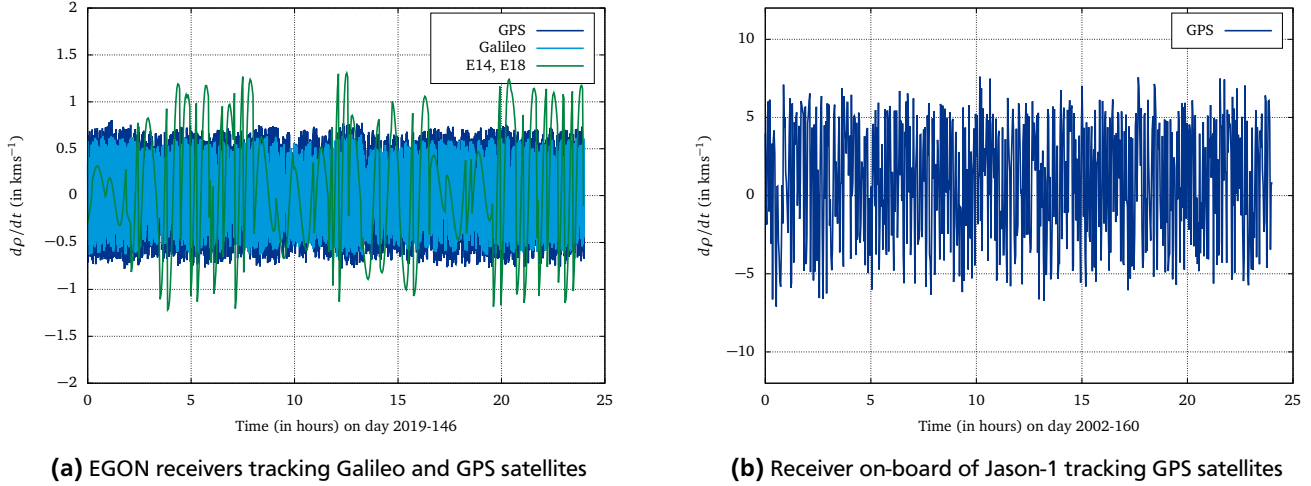 2
1.5
1
0.5
0
−0.5
−1
−1.5
−2
dρ/dt (in kms⁻¹)
GPS
Galileo
E14, E18
0 5 10 15 20 25
Time (in hours) on day 2019-146
(a) EGON receivers tracking Galileo and GPS satellites
10
5
0
−5
−10
dρ/dt (in kms⁻¹)
GPS
0 5 10 15 20 25
Time (in hours) on day 2002-160
(b) Receiver on-board of Jason-1 tracking GPS satellites